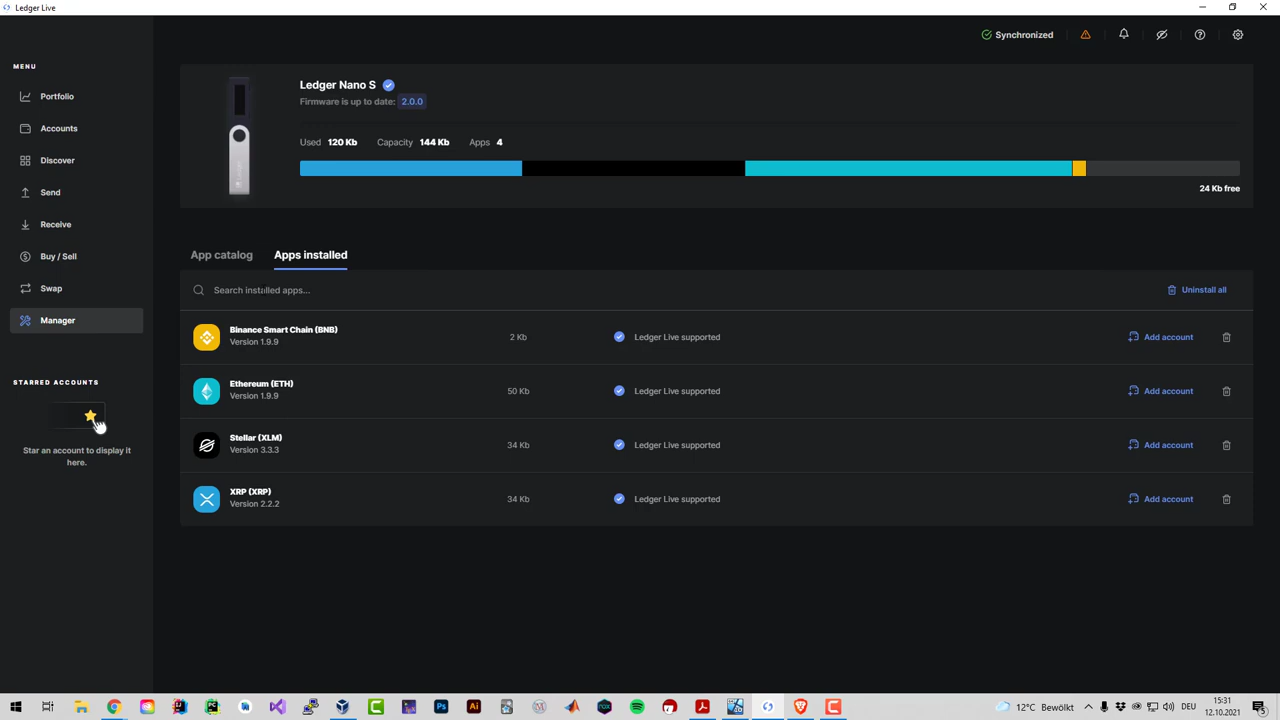 Ledger Live
Synchronized
MENU
Portfolio
Accounts
Discover
Send
Receive
Buy / Sell
Swap
Manager
STARRED ACCOUNTS
Star an account to display it
here.
Ledger Nano S
Firmware is up to date: 2.0.0
Used 120 Kb Capacity 144 Kb Apps 4
24 Kb free
App catalog Apps installed
Search installed apps...
Uninstall all
Binance Smart Chain (BNB)
Version 1.9.9
2 Kb
Ledger Live supported
Add account
Ethereum (ETH)
Version 1.9.9
50 Kb
Ledger Live supported
Add account
Stellar (XLM)
Version 3.3.3
34 Kb
Ledger Live supported
Add account
XRP (XRP)
Version 2.2.2
34 Kb
Ledger Live supported
Add account
12°C Bewölkt
DEU
15:31
12.10.2021